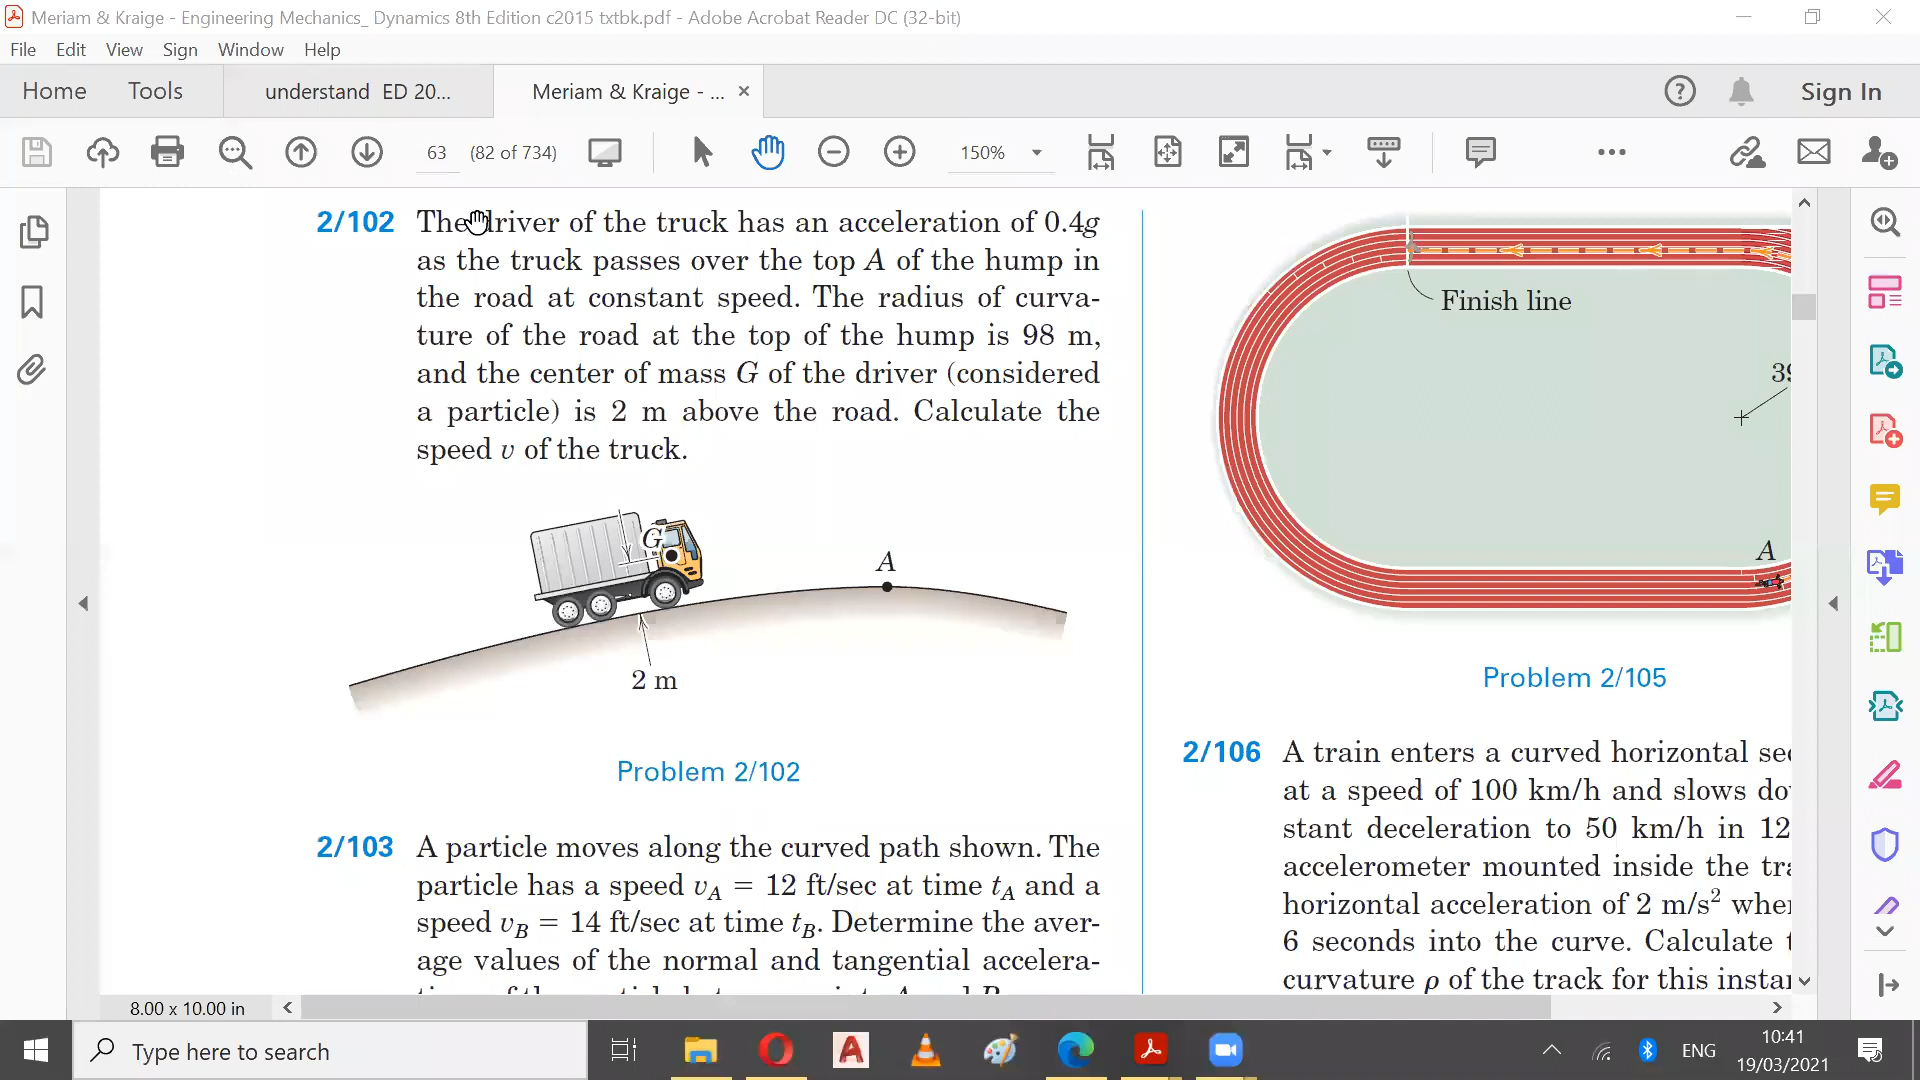 Meriam & Kraige - Engineering Mechanics_ Dynamics 8th Edition c2015 txtbk.pdf - Adobe Acrobat Reader DC (32-bit)
File Edit View Sign Window Help
Home Tools understand ED 20... Meriam & Kraige - ... × Sign In
63 (82 of 734) 150%
2/102 The driver of the truck has an acceleration of 0.4g
as the truck passes over the top A of the hump in
the road at constant speed. The radius of curva-
ture of the road at the top of the hump is 98 m,
and the center of mass G of the driver (considered
a particle) is 2 m above the road. Calculate the
speed v of the truck.
G
A
2 m
Problem 2/102
2/103 A particle moves along the curved path shown. The
particle has a speed vA = 12 ft/sec at time tA and a
speed vB = 14 ft/sec at time tB. Determine the aver-
age values of the normal and tangential accelera-
Finish line
A
Problem 2/105
2/106 A train enters a curved horizontal
at a speed of 100 km/h and slows
stant deceleration to 50 km/h in 12
accelerometer mounted inside the
horizontal acceleration of 2 m/s²
6 seconds into the curve. Calculate
curvature ρ of the track for this
8.00 x 10.00 in
Type here to search
ENG
10:41
19/03/2021